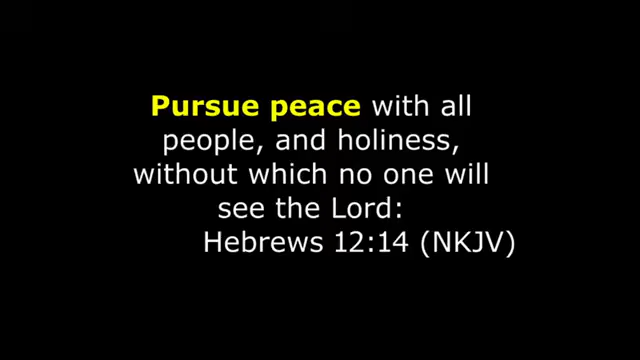 Pursue peace with all
people, and holiness,
without which no one will
see the Lord:
Hebrews 12:14 (NKJV)